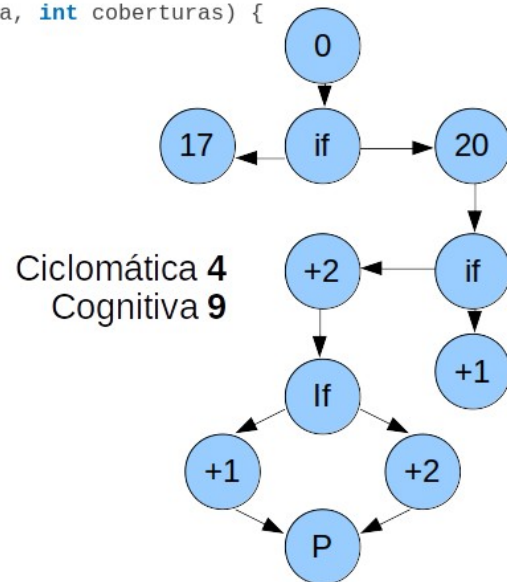 a, int coberturas) {
0
17 if 20
Ciclomática 4
Cognitiva 9
+2 if
+1
If
+1 +2
P